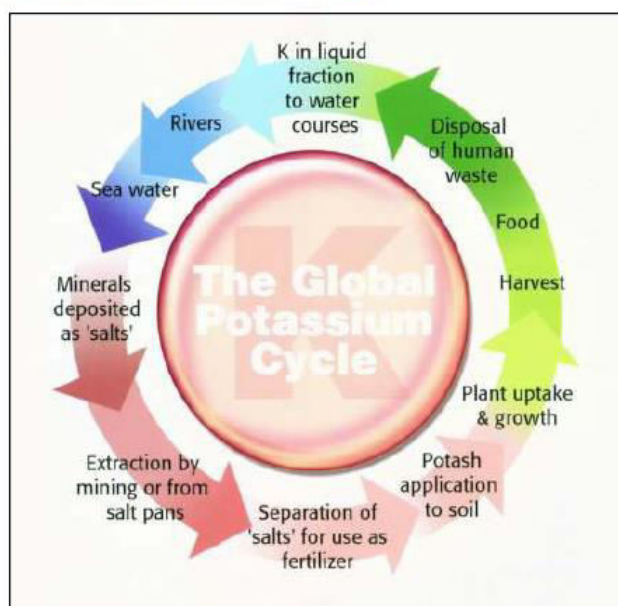 K in liquid
fraction
to water
courses
Rivers
Disposal
of human
waste
Sea water
Food
Harvest
Minerals
deposited
as 'salts'
K
The Global
Potassium
Cycle
Plant uptake
& growth
Extraction by
mining or from
salt pans
Potash
application
to soil
Separation of
'salts' for use as
fertilizer